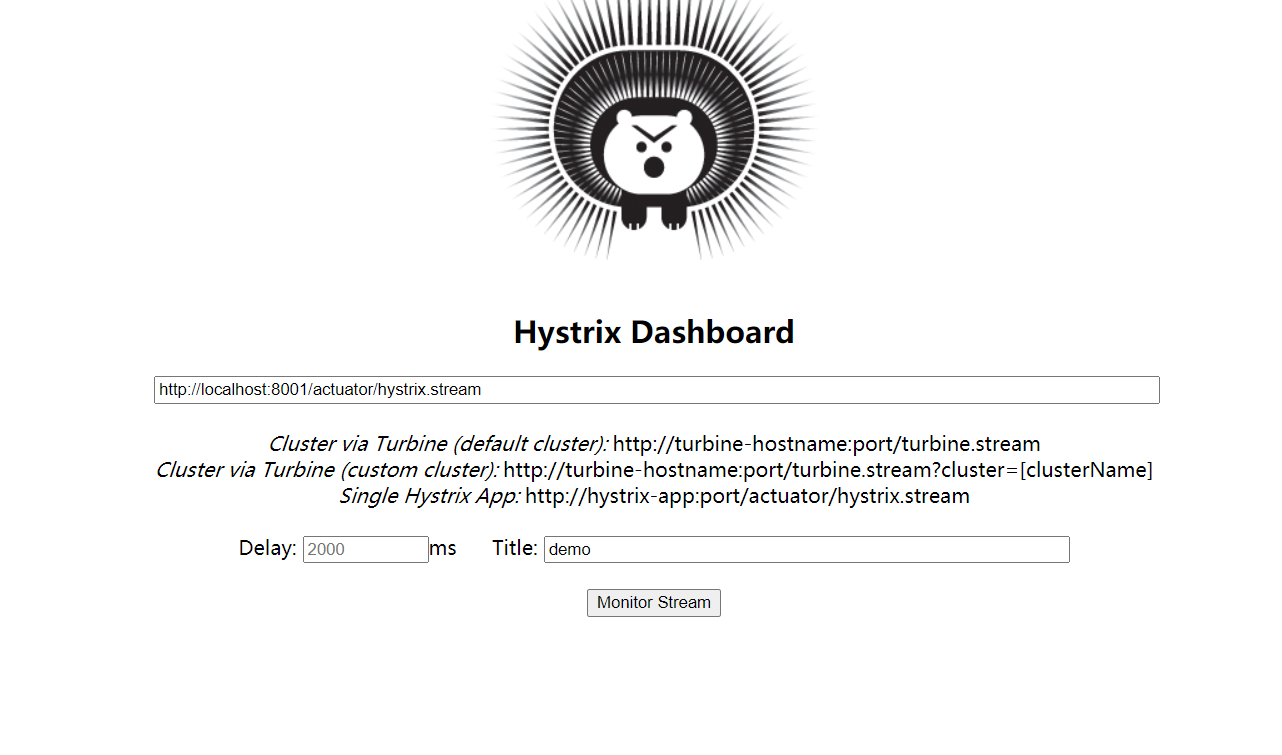 Hystrix Dashboard
http://localhost:8001/actuator/hystrix.stream
Cluster via Turbine (default cluster): http://turbine-hostname:port/turbine.stream
Cluster via Turbine (custom cluster): http://turbine-hostname:port/turbine.stream?cluster=[clusterName]
Single Hystrix App: http://hystrix-app:port/actuator/hystrix.stream
Delay: 2000 ms Title: demo
Monitor Stream